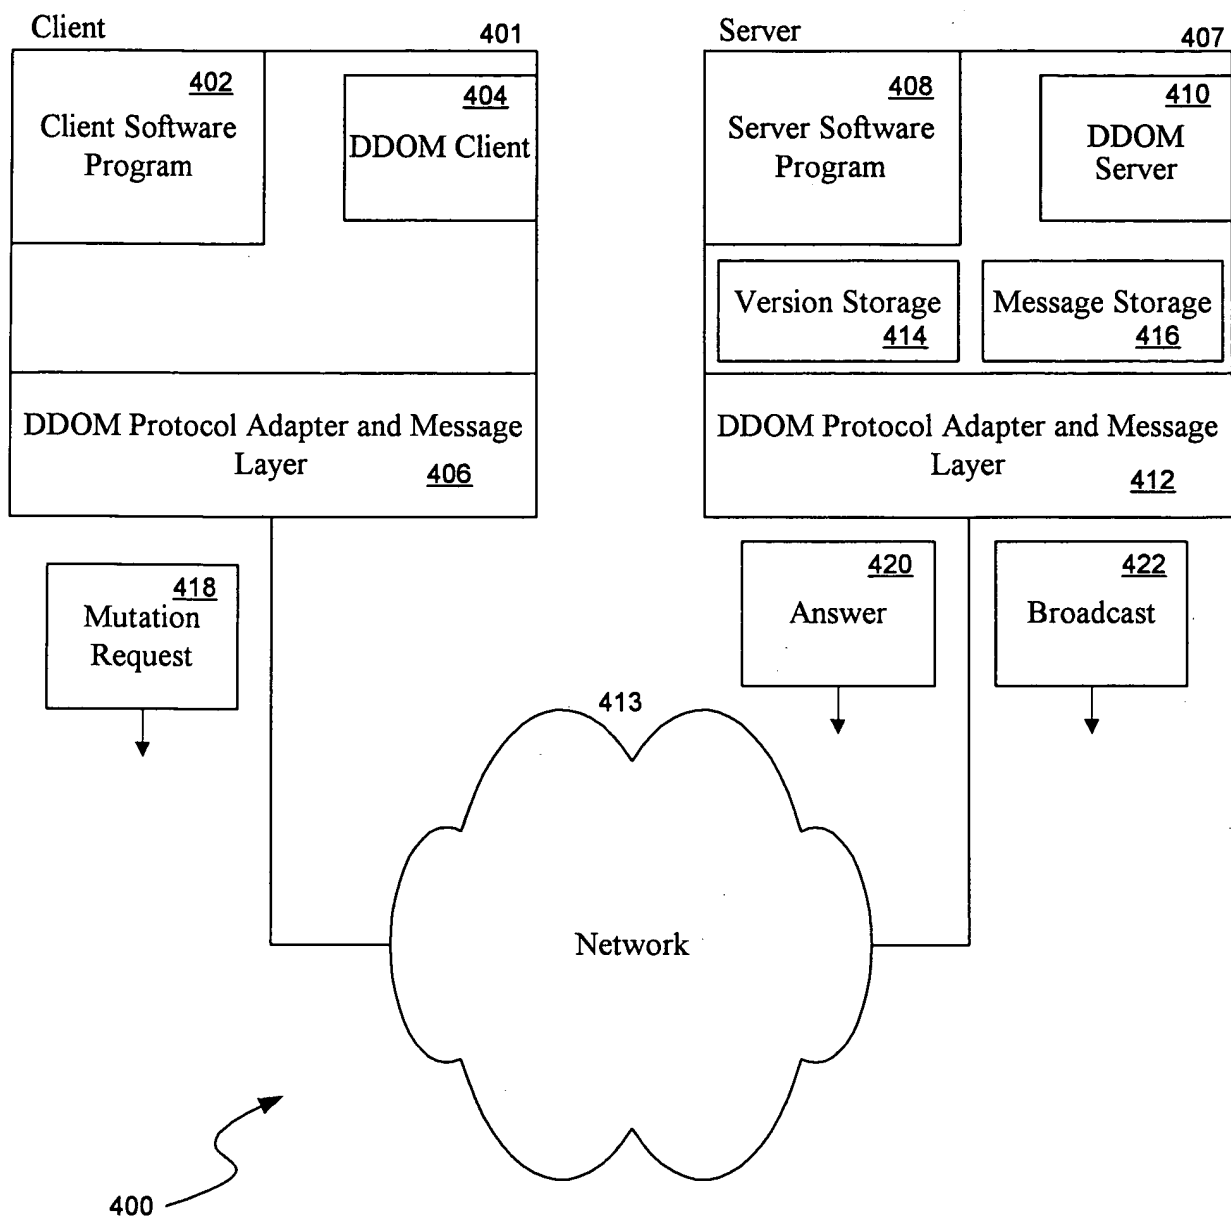 Client
401
402
Client Software
Program
404
DDOM Client
DDOM Protocol Adapter and Message
Layer
406
Server
407
408
Server Software
Program
410
DDOM
Server
Version Storage
414
Message Storage
416
DDOM Protocol Adapter and Message
Layer
412
418
Mutation
Request
420
Answer
422
Broadcast
413
Network
400